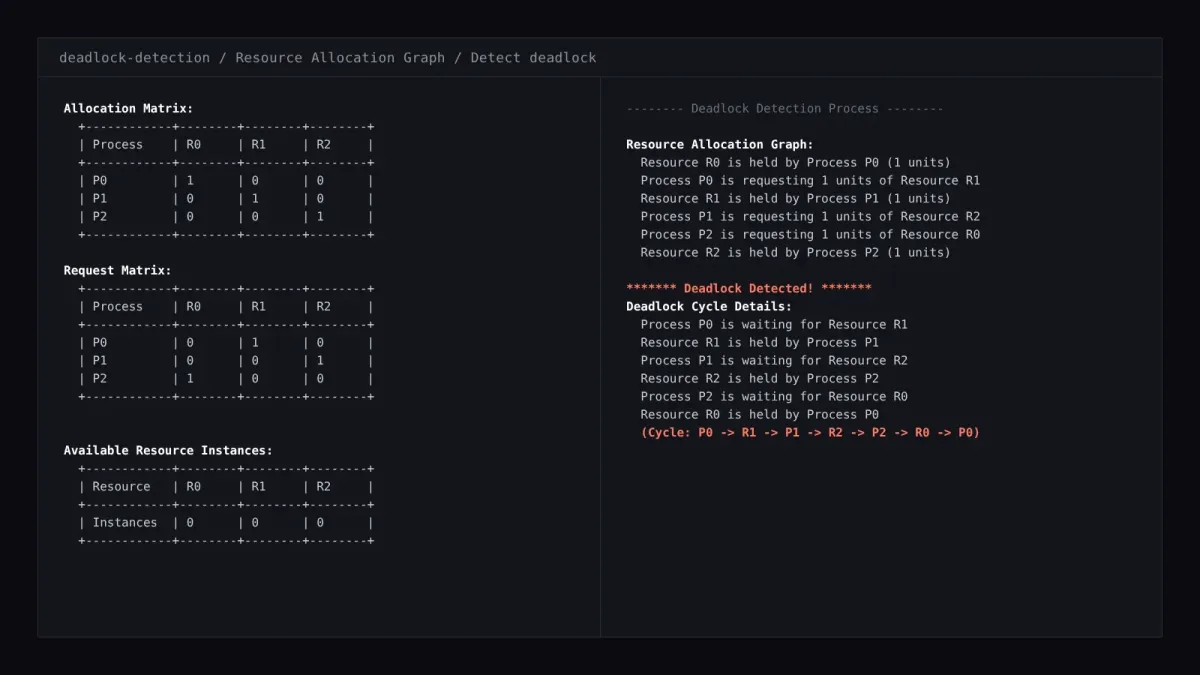 deadlock-detection / Resource Allocation Graph / Detect deadlock
Allocation Matrix:
+------------+--------+--------+--------+
| Process    | R0     | R1     | R2     |
+------------+--------+--------+--------+
| P0         | 1      | 0      | 0      |
| P1         | 0      | 1      | 0      |
| P2         | 0      | 0      | 1      |
+------------+--------+--------+--------+
Request Matrix:
+------------+--------+--------+--------+
| Process    | R0     | R1     | R2     |
+------------+--------+--------+--------+
| P0         | 0      | 1      | 0      |
| P1         | 0      | 0      | 1      |
| P2         | 1      | 0      | 0      |
+------------+--------+--------+--------+
Available Resource Instances:
+------------+--------+--------+--------+
| Resource   | R0     | R1     | R2     |
+------------+--------+--------+--------+
| Instances  | 0      | 0      | 0      |
+------------+--------+--------+--------+
-------- Deadlock Detection Process --------
Resource Allocation Graph:
Resource R0 is held by Process P0 (1 units)
Process P0 is requesting 1 units of Resource R1
Resource R1 is held by Process P1 (1 units)
Process P1 is requesting 1 units of Resource R2
Process P2 is requesting 1 units of Resource R0
Resource R2 is held by Process P2 (1 units)
******* Deadlock Detected! *******
Deadlock Cycle Details:
Process P0 is waiting for Resource R1
Resource R1 is held by Process P1
Process P1 is waiting for Resource R2
Resource R2 is held by Process P2
Process P2 is waiting for Resource R0
Resource R0 is held by Process P0
(Cycle: P0 -> R1 -> P1 -> R2 -> P2 -> R0 -> P0)